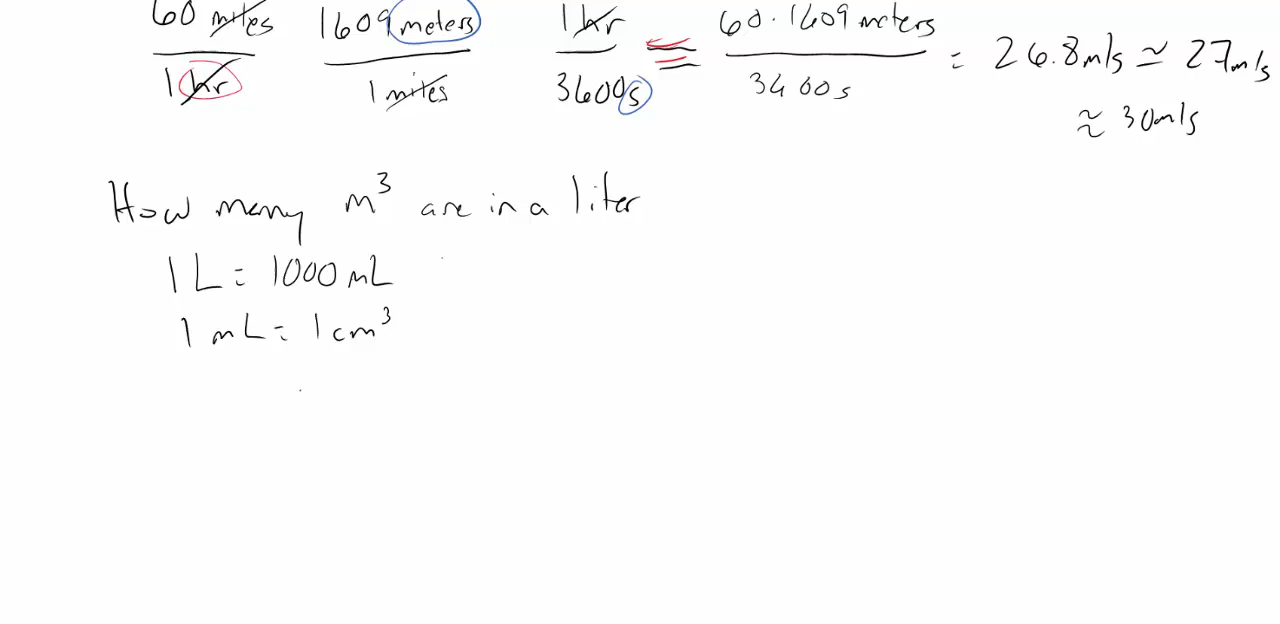 60 miles / 1 hr 1609 meters / 1 miles 1 hr / 3600 s = 60 · 1609 meters / 3600 s = 26.8 m/s ≃ 27 m/s
≈ 30 m/s
How many m³ are in a liter
1 L = 1000 mL
1 mL = 1 cm³